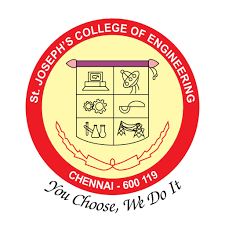 St. JOSEPH'S COLLEGE OF ENGINEERING
CHENNAI - 600 119
You Choose, We Do It